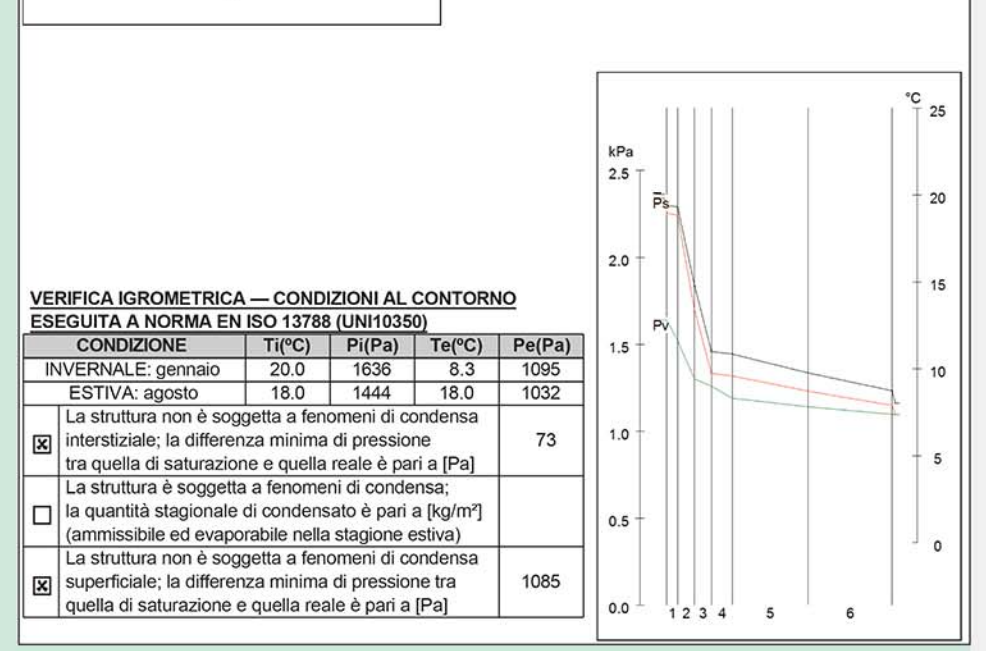 VERIFICA IGROMETRICA — CONDIZIONI AL CONTORNO
ESEGUITA A NORMA EN ISO 13788 (UNI10350)
CONDIZIONE Ti(ºC) Pi(Pa) Te(ºC) Pe(Pa)
INVERNALE: gennaio 20.0 1636 8.3 1095
ESTIVA: agosto 18.0 1444 18.0 1032
La struttura non è soggetta a fenomeni di condensa
interstiziale; la differenza minima di pressione
tra quella di saturazione e quella reale è pari a [Pa]
73
La struttura è soggetta a fenomeni di condensa;
la quantità stagionale di condensato è pari a [kg/m²]
(ammissibile ed evaporabile nella stagione estiva)
La struttura non è soggetta a fenomeni di condensa
superficiale; la differenza minima di pressione tra
quella di saturazione e quella reale è pari a [Pa]
1085
kPa
2.5
2.0
1.5
1.0
0.5
0.0
Ps
Pv
°C
25
20
15
10
5
0
1 2 3 4 5 6